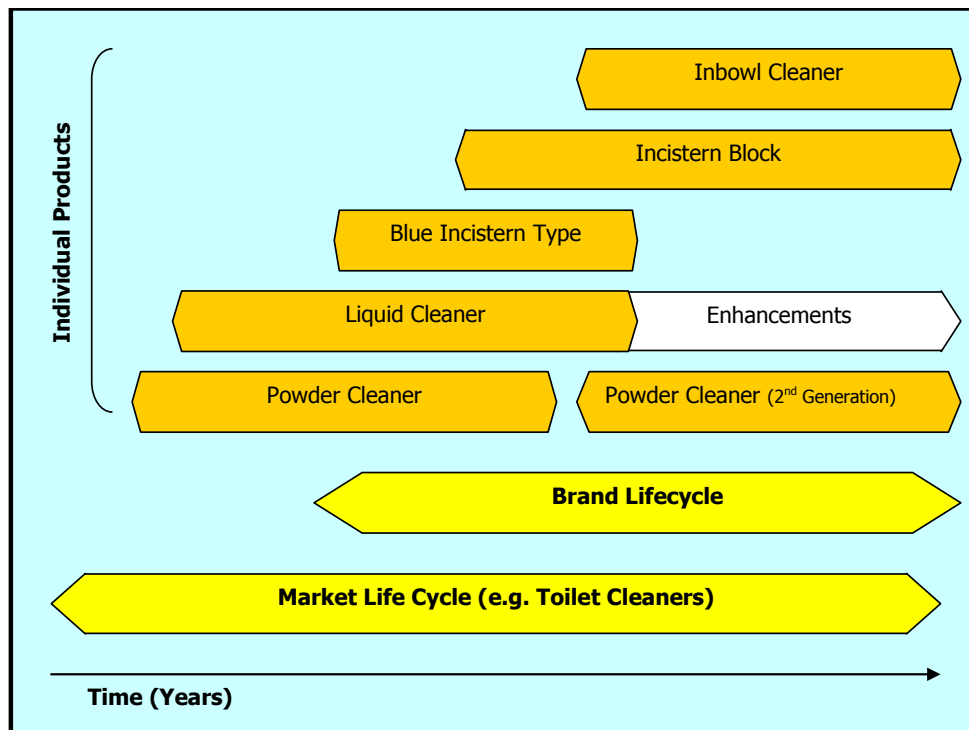 Individual Products
Inbowl Cleaner
Incistern Block
Blue Incistern Type
Liquid Cleaner
Enhancements
Powder Cleaner
Powder Cleaner (2nd Generation)
Brand Lifecycle
Market Life Cycle (e.g. Toilet Cleaners)
Time (Years)